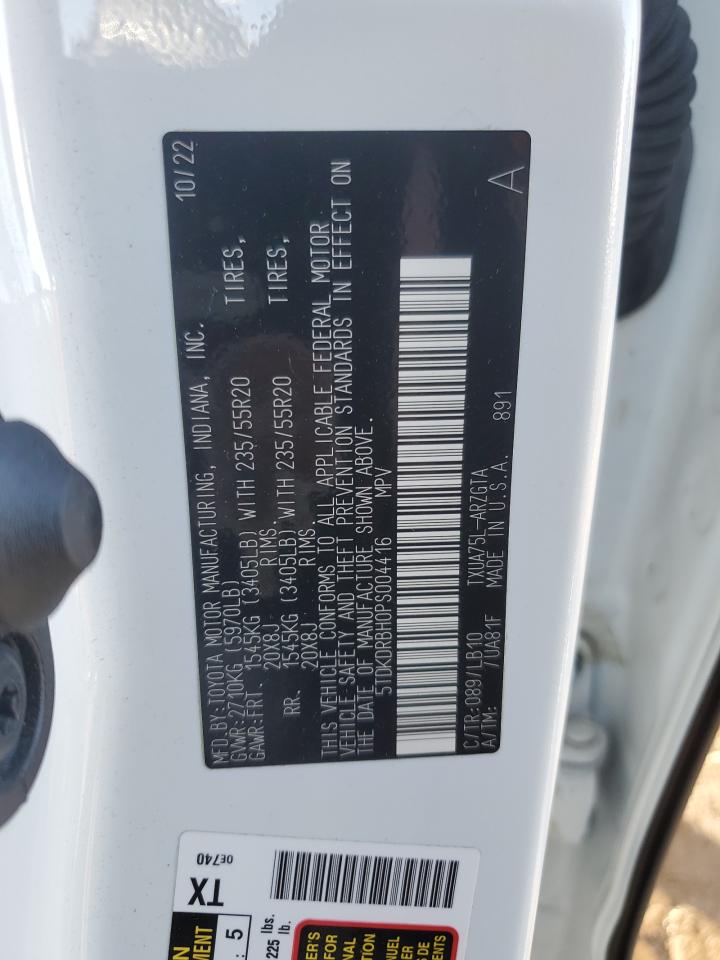 MFD.BY:TOYOTA MOTOR MANUFACTURING, INDIANA, INC. 10/22
GVWR:2710KG (5970LB)
GAWR:FRT. 1545KG (3405LB) WITH 235/55R20 TIRES,
20X8J RIMS.
RR. 1545KG (3405LB) WITH 235/55R20 TIRES,
20X8J RIMS.
THIS VEHICLE CONFORMS TO ALL APPLICABLE FEDERAL MOTOR
VEHICLE SAFETY AND THEFT PREVENTION STANDARDS IN EFFECT ON
THE DATE OF MANUFACTURE SHOWN ABOVE.
5TDKDRBH0PS004416 MPV
C/TR:089/LB10 TXUA75L-ARZGTA
A/TM: /UA81F MADE IN U.S.A. 891
A
0E740
TX
5
225 lbs.
lb.